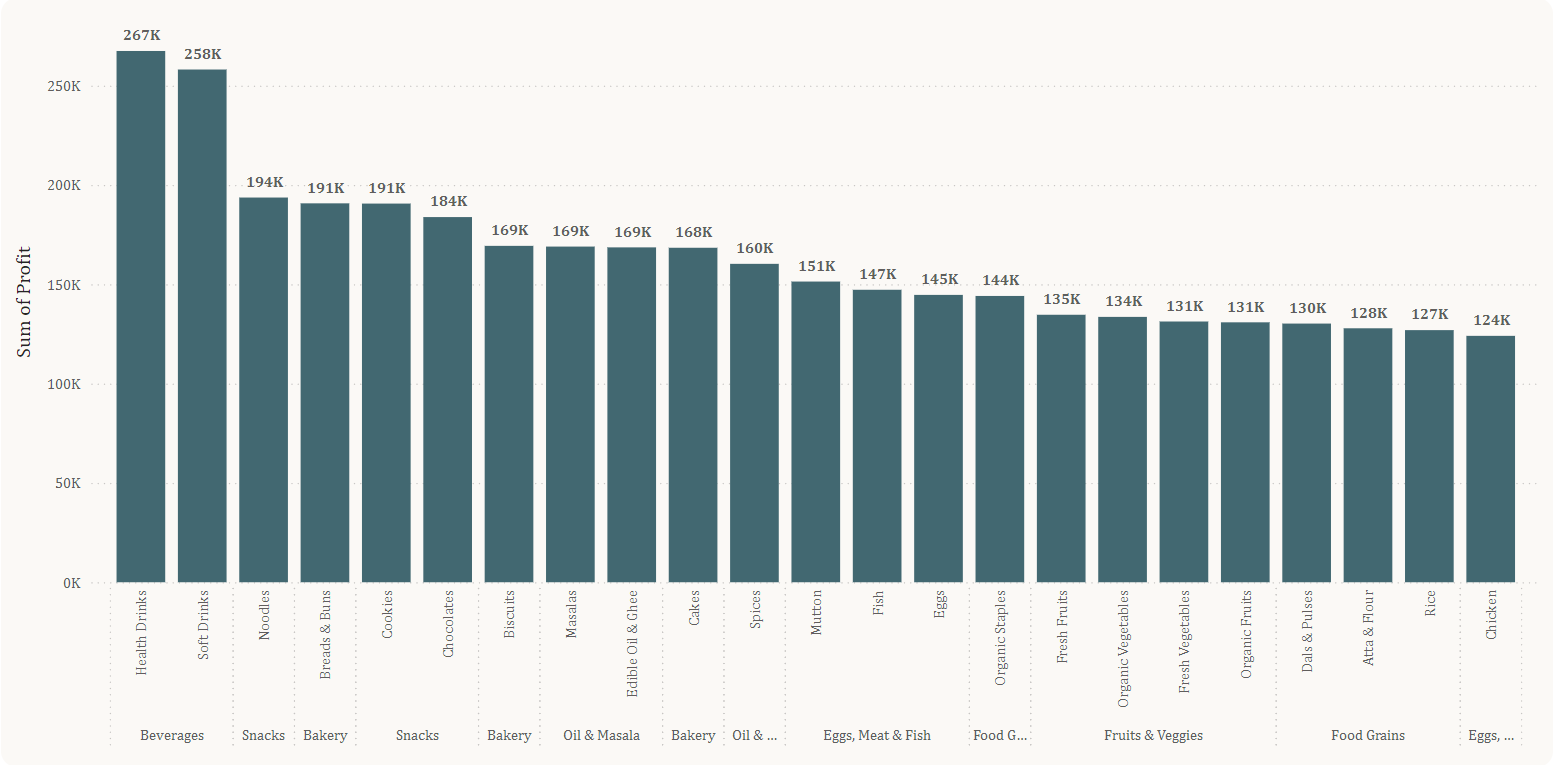 267K
258K
194K
191K
191K
184K
169K
169K
169K
168K
160K
151K
147K
145K
144K
135K
134K
131K
131K
130K
128K
127K
124K
250K
200K
150K
100K
50K
0K
Sum of Profit
Health Drinks
Soft Drinks
Noodles
Breads & Buns
Cookies
Chocolates
Biscuits
Masalas
Edible Oil & Ghee
Cakes
Spices
Mutton
Fish
Eggs
Organic Staples
Fresh Fruits
Organic Vegetables
Fresh Vegetables
Organic Fruits
Dals & Pulses
Atta & Flour
Rice
Chicken
Beverages
Snacks
Bakery
Snacks
Bakery
Oil & Masala
Bakery
Oil & ...
Eggs, Meat & Fish
Food G...
Fruits & Veggies
Food Grains
Eggs, ...